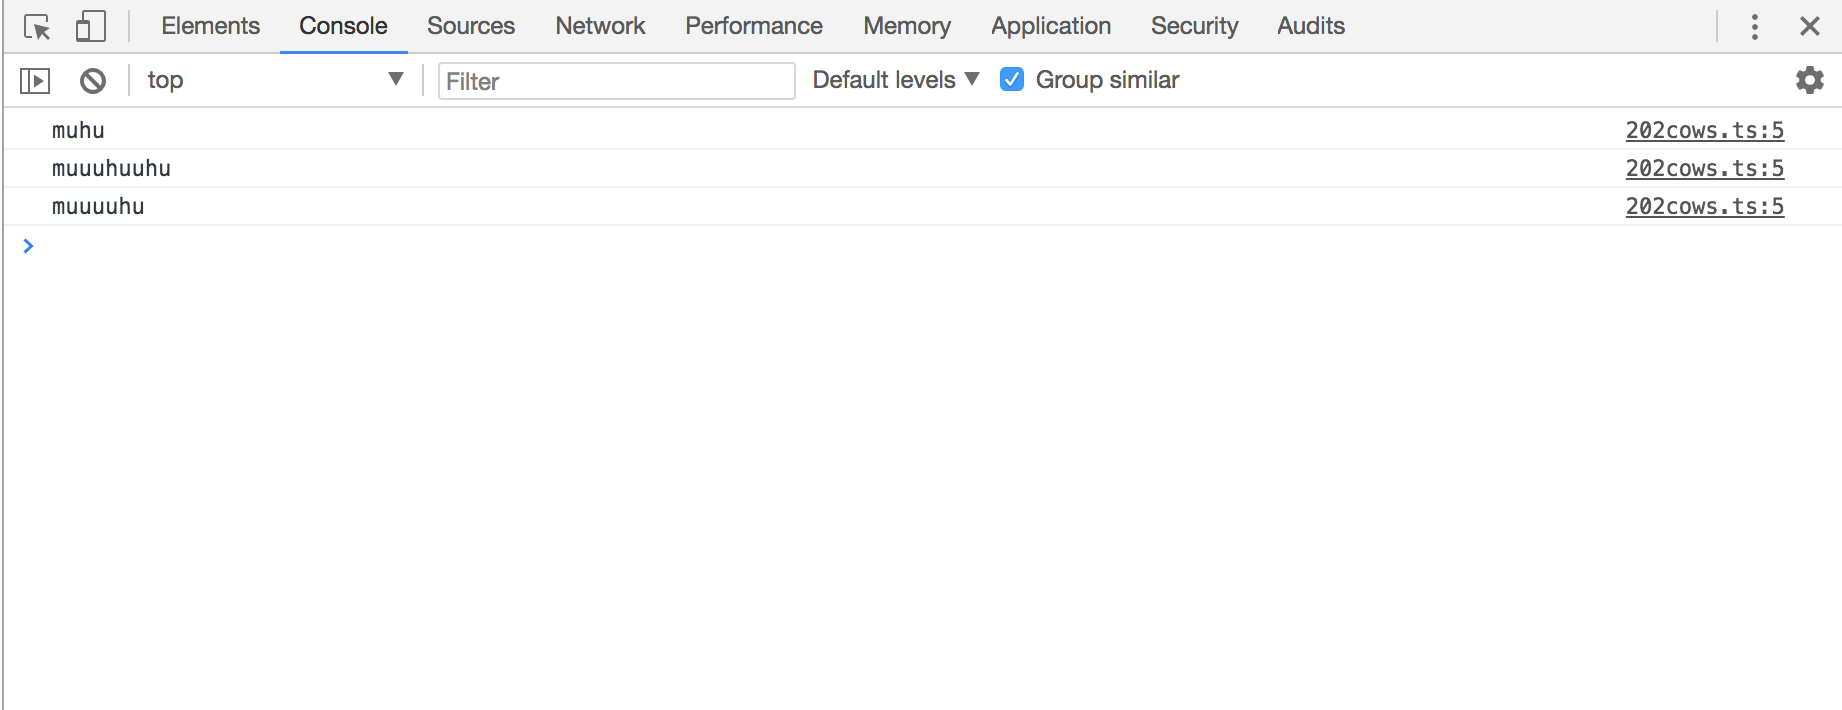 Elements Console Sources Network Performance Memory Application Security Audits
top Filter Default levels Group similar
muhu 202cows.ts:5
muuuhuuhu 202cows.ts:5
muuuuhu 202cows.ts:5